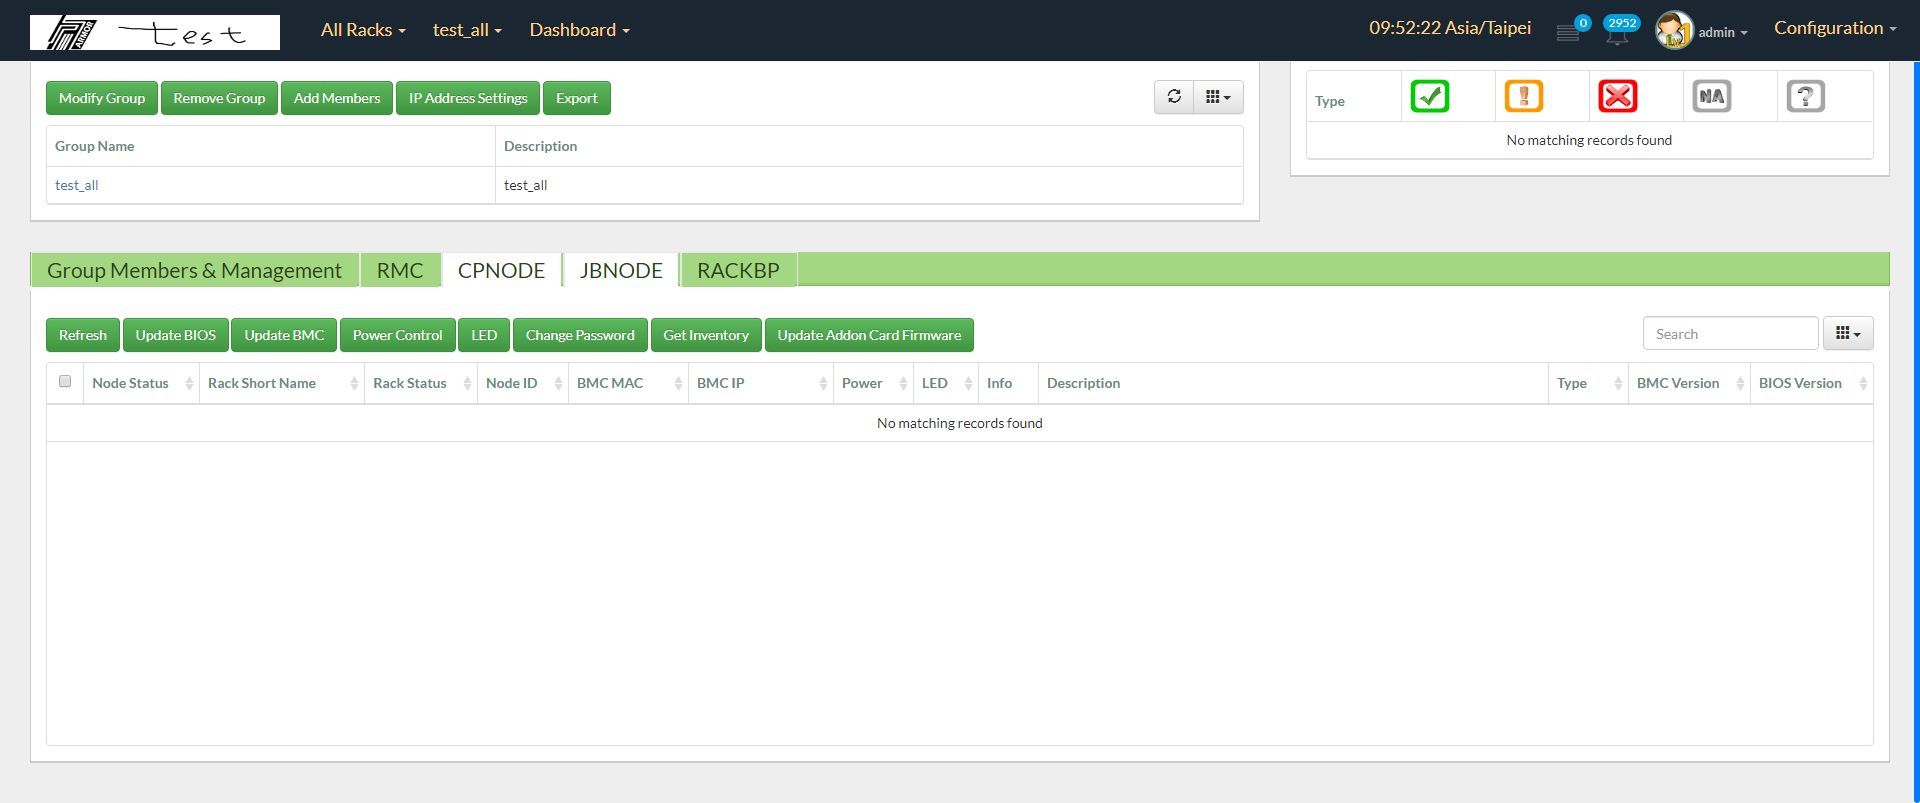 ARMOR test All Racks test_all Dashboard 09:52:22 Asia/Taipei 0 2952 admin Configuration
Modify Group Remove Group Add Members IP Address Settings Export
Group Name Description
test_all test_all
Type ! NA ?
No matching records found
Group Members & Management RMC CPNODE JBNODE RACKBP
Refresh Update BIOS Update BMC Power Control LED Change Password Get Inventory Update Addon Card Firmware Search
Node Status Rack Short Name Rack Status Node ID BMC MAC BMC IP Power LED Info Description Type BMC Version BIOS Version
No matching records found